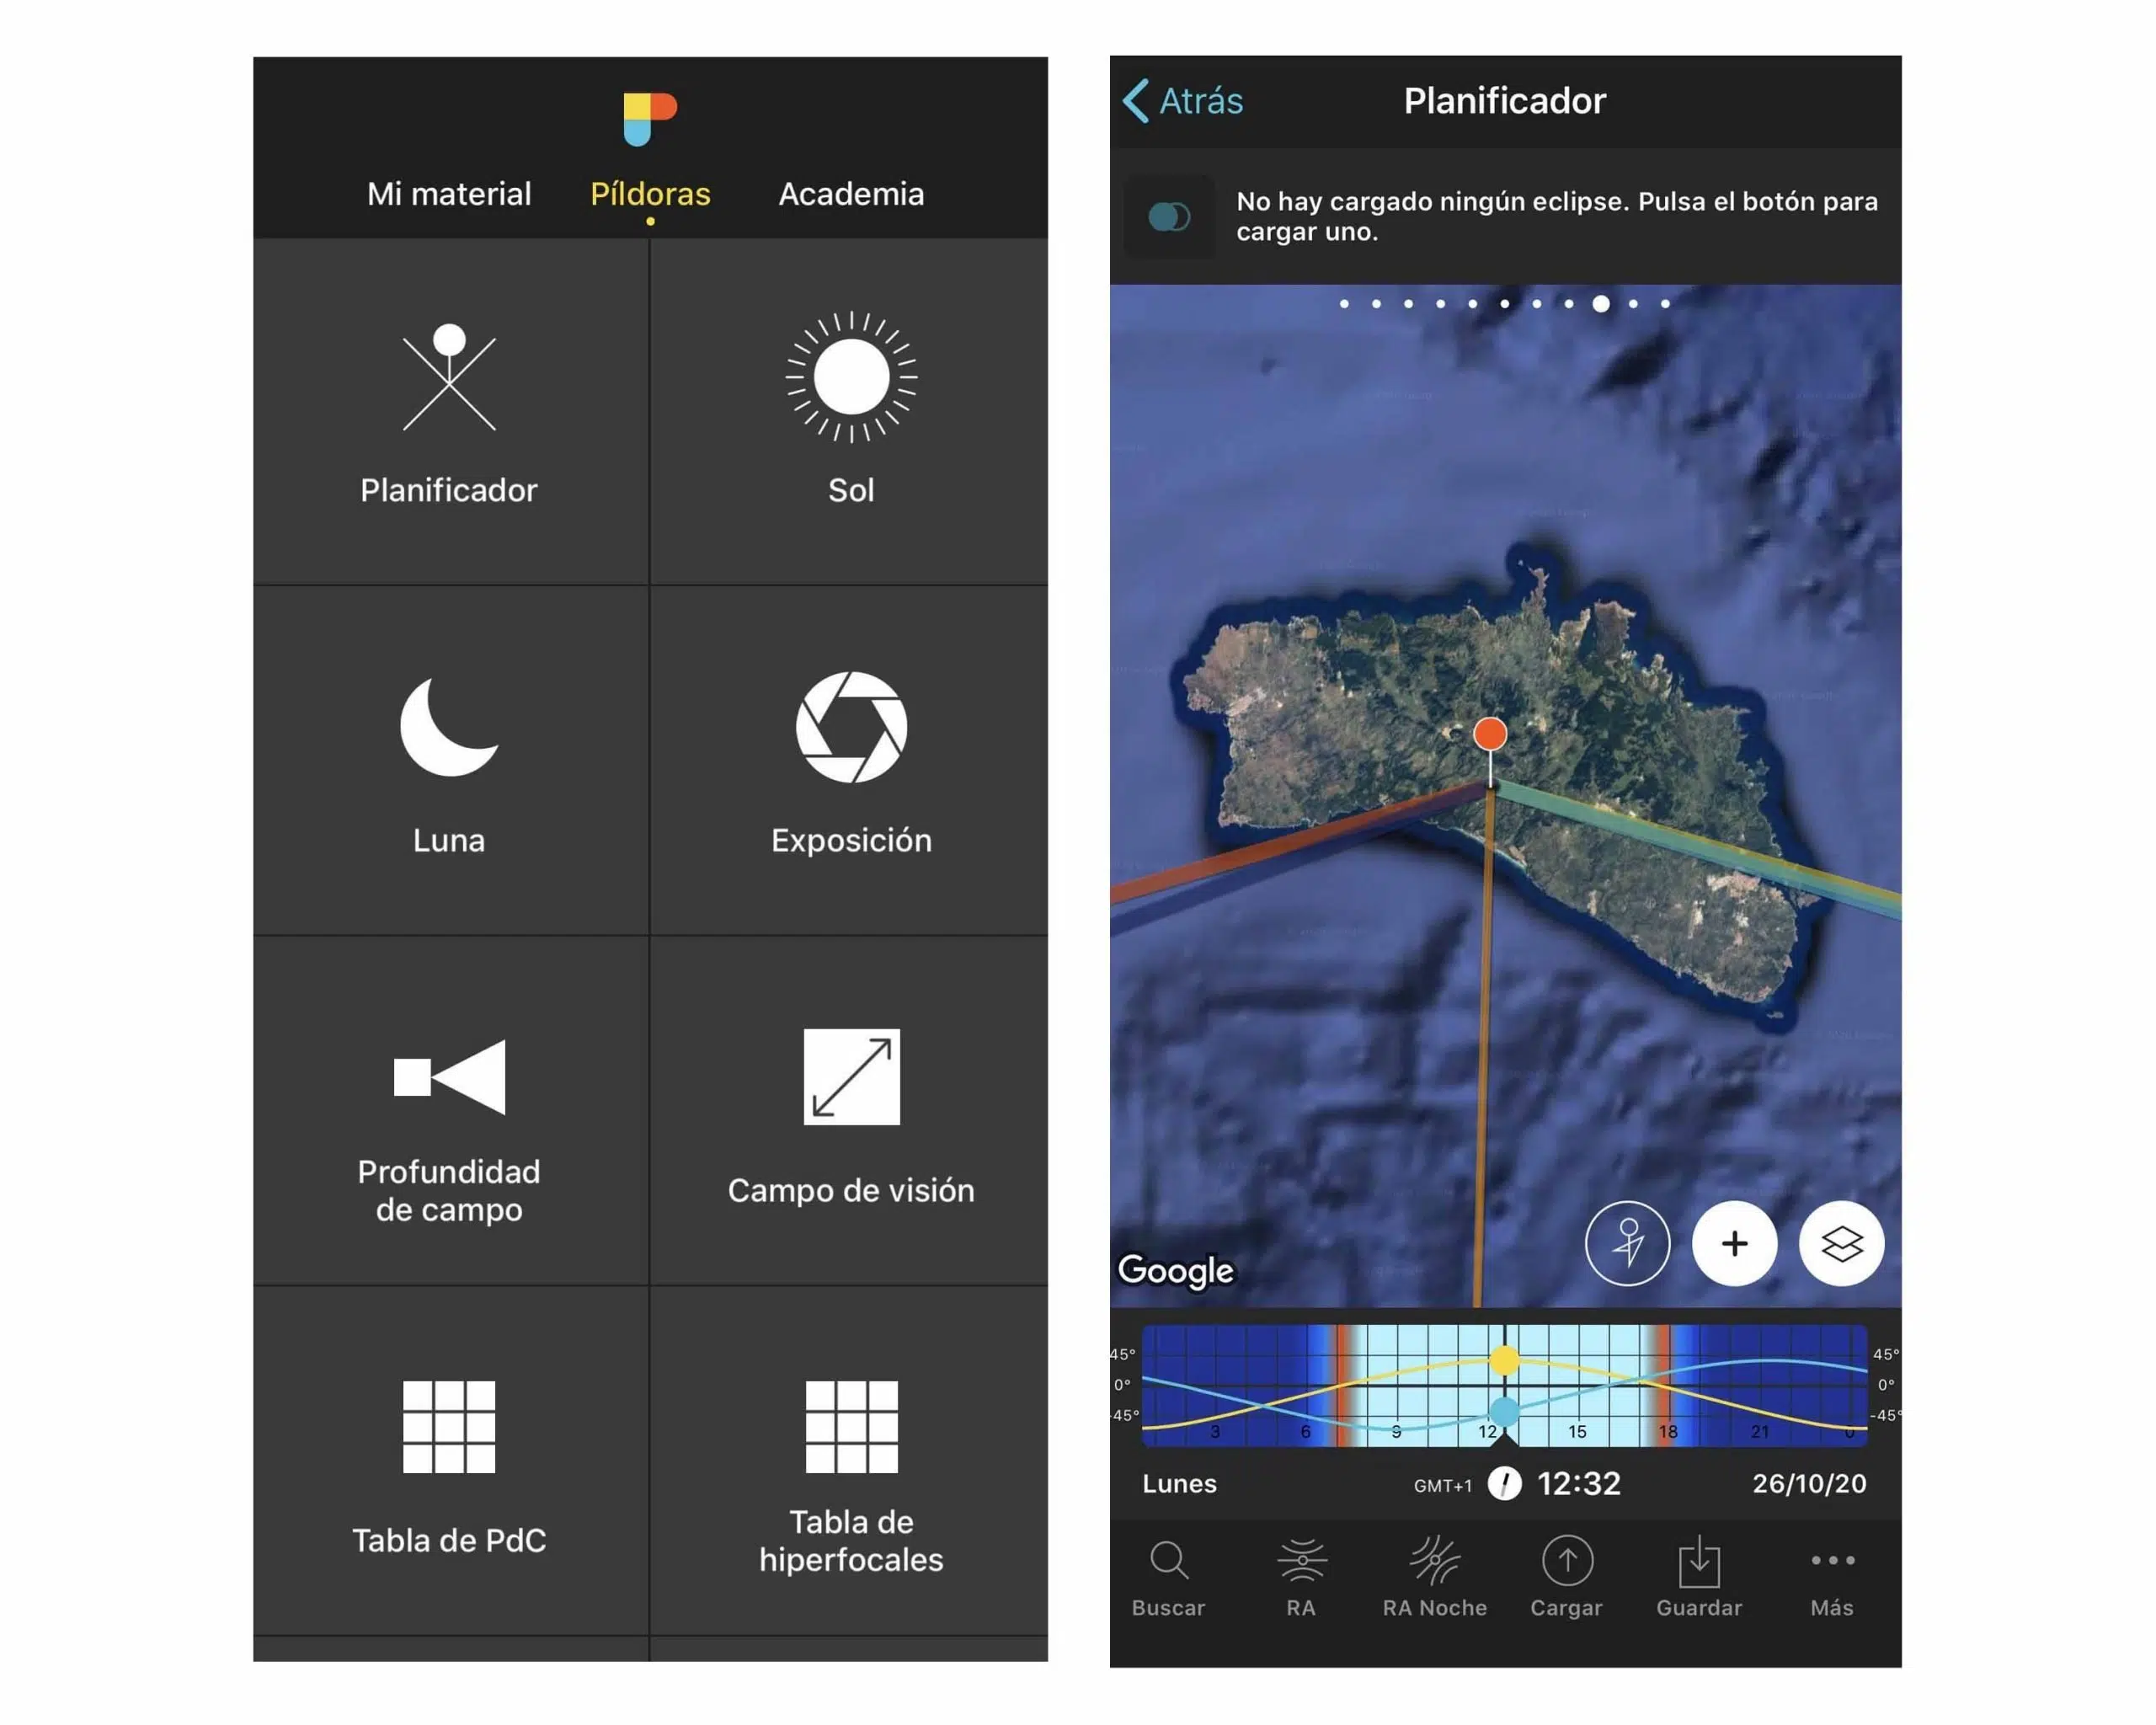 Mi material Píldoras Academia
Planificador
Sol
Luna
Exposición
Profundidad
de campo
Campo de visión
Tabla de PdC
Tabla de
hiperfocales
Atrás Planificador
No hay cargado ningún eclipse. Pulsa el botón para
cargar uno.
Google
45° 45°
0° 0°
-45° -45°
3 6 9 12 15 18 21 0
Lunes GMT+1 12:32 26/10/20
Buscar RA RA Noche Cargar Guardar Más